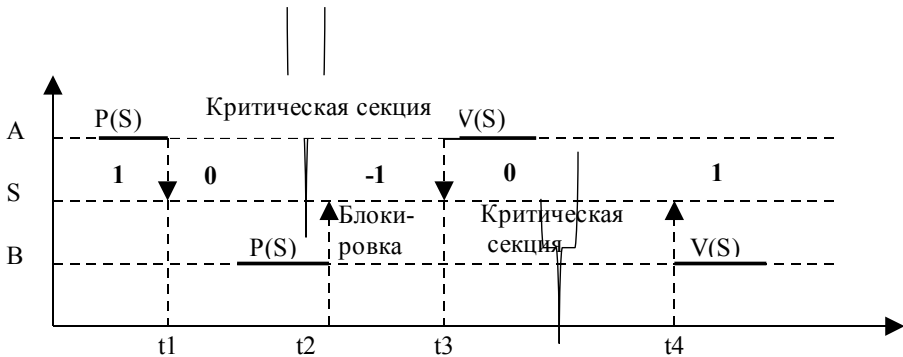 Критическая секция
A P(S) V(S)
1 0 -1 0 1
S
Блоки-
ровка
Критическая
секция
B P(S) V(S)
t1 t2 t3 t4